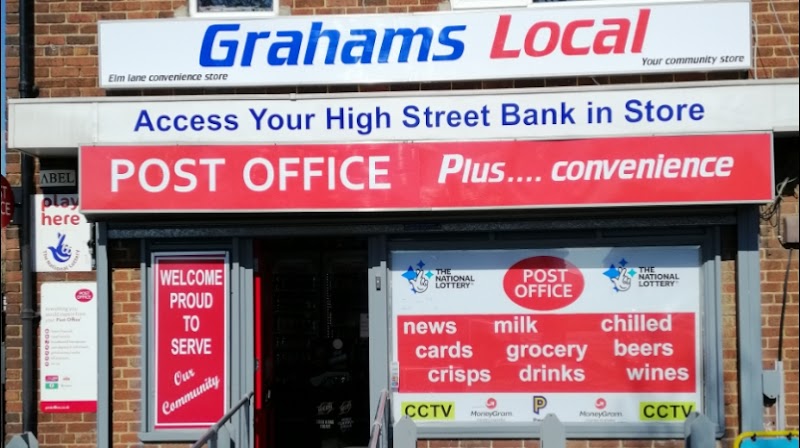 Grahams Local
Elm lane convenience store
Your community store
Access Your High Street Bank in Store
POST OFFICE Plus.... convenience
ABEL
play
here
WELCOME
PROUD
TO
SERVE
Our
Community
THE
NATIONAL
LOTTERY
POST
OFFICE
THE
NATIONAL
LOTTERY
news milk chilled
cards grocery beers
crisps drinks wines
CCTV MoneyGram MoneyGram CCTV